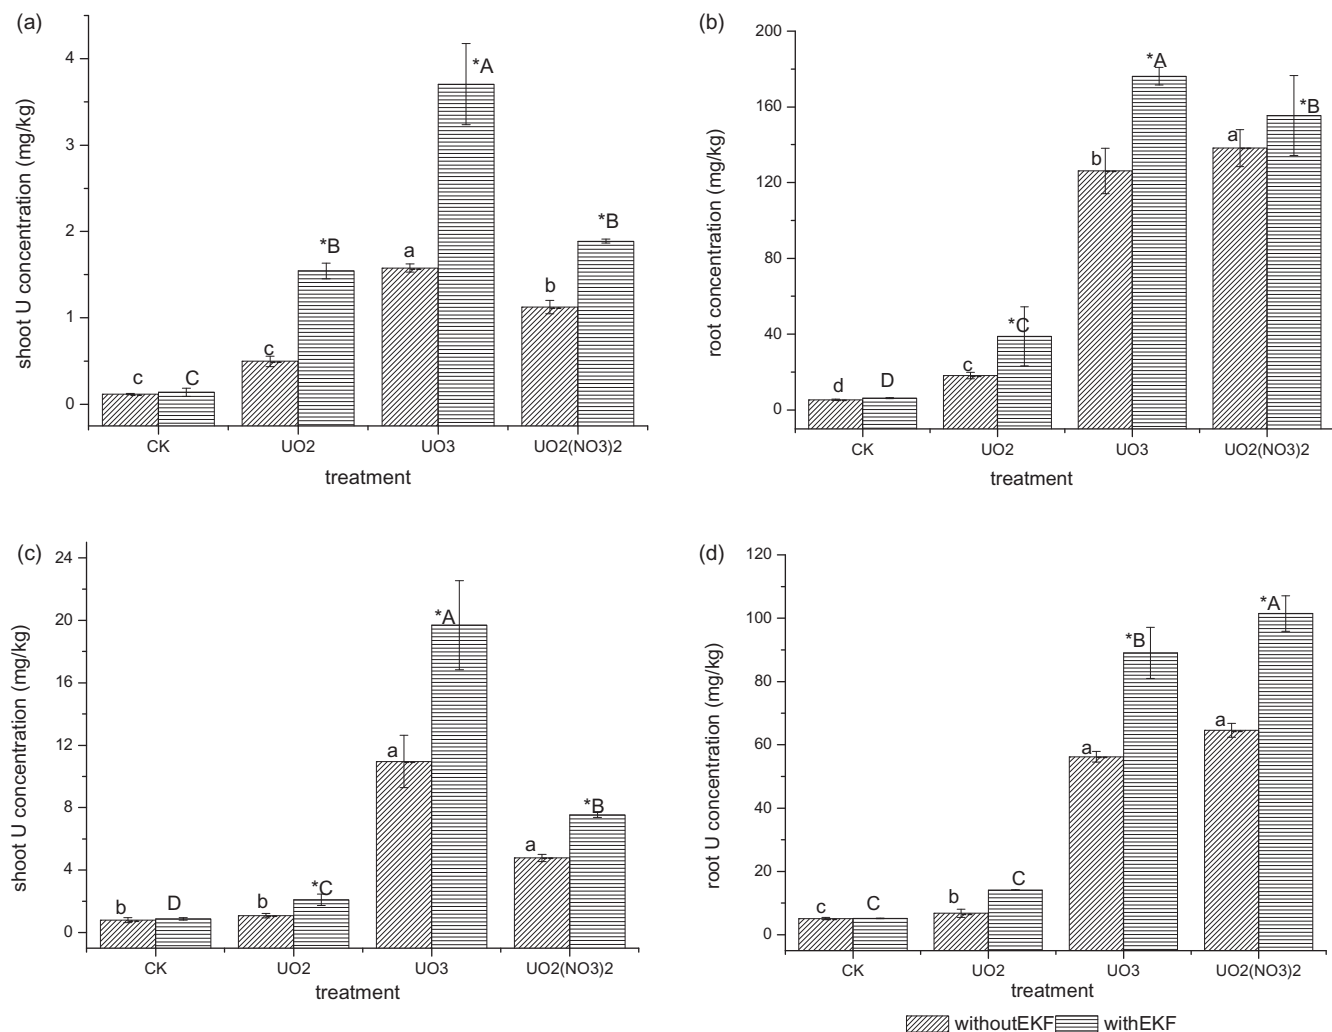 (a)
shoot U concentration (mg/kg)
4
3
2
1
0
c
C
c
*B
a
*A
b
*B
CK
UO2
UO3
UO2(NO3)2
treatment
(b)
root concentration (mg/kg)
200
160
120
80
40
0
d
D
c
*C
b
*A
a
*B
CK
UO2
UO3
UO2(NO3)2
treatment
(c)
shoot U concentration (mg/kg)
24
20
16
12
8
4
0
b
D
b
*C
a
*A
a
*B
CK
UO2
UO3
UO2(NO3)2
treatment
(d)
root U concentration (mg/kg)
120
100
80
60
40
20
0
c
C
b
C
a
*B
a
*A
CK
UO2
UO3
UO2(NO3)2
treatment
withoutEKF
withEKF